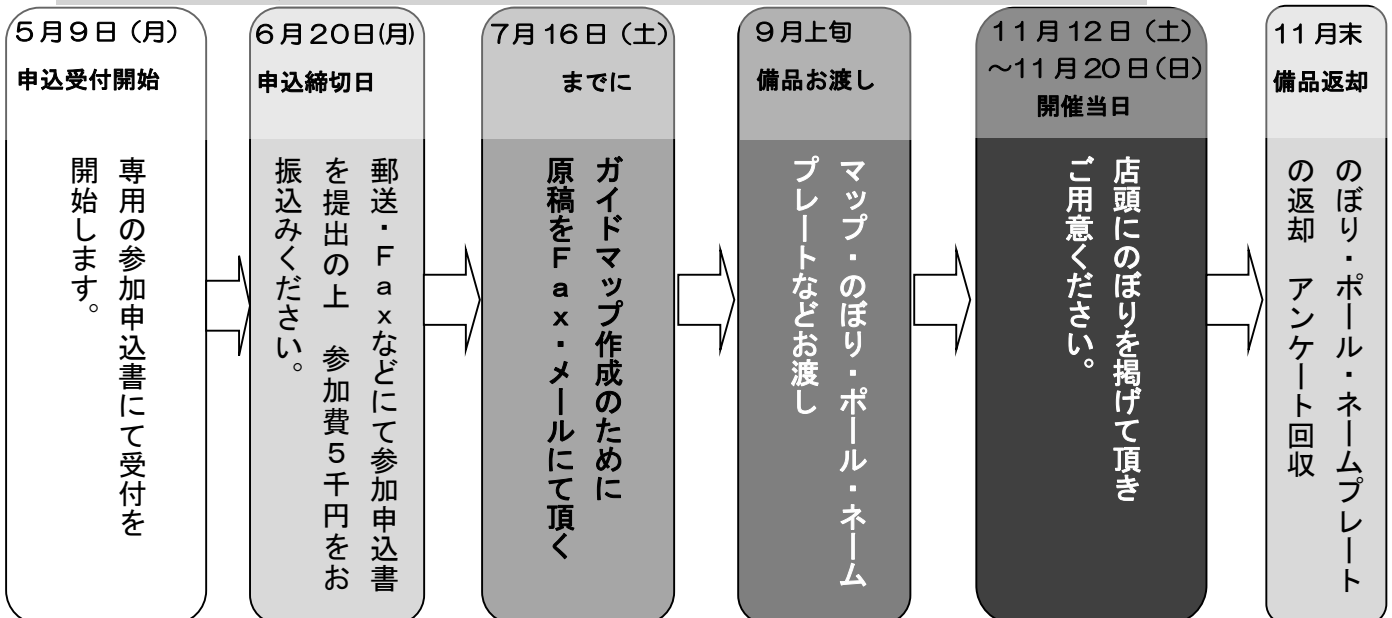 5月9日（月）
申込受付開始
専用の参加申込書にて受付を
開始します。
6月20日(月)
申込締切日
郵送・Faxなどにて参加申込書
を提出の上　参加費5千円をお
振込みください。
7月16日（土）
までに
ガイドマップ作成のために
原稿をFax・メールにて頂く
9月上旬
備品お渡し
マップ・のぼり・ポール・ネーム
プレートなどお渡し
11月12日（土）
～11月20日（日）
開催当日
店頭にのぼりを掲げて頂き
ご用意ください。
11月末
備品返却
のぼり・ポール・ネームプレート
の返却　アンケート回収